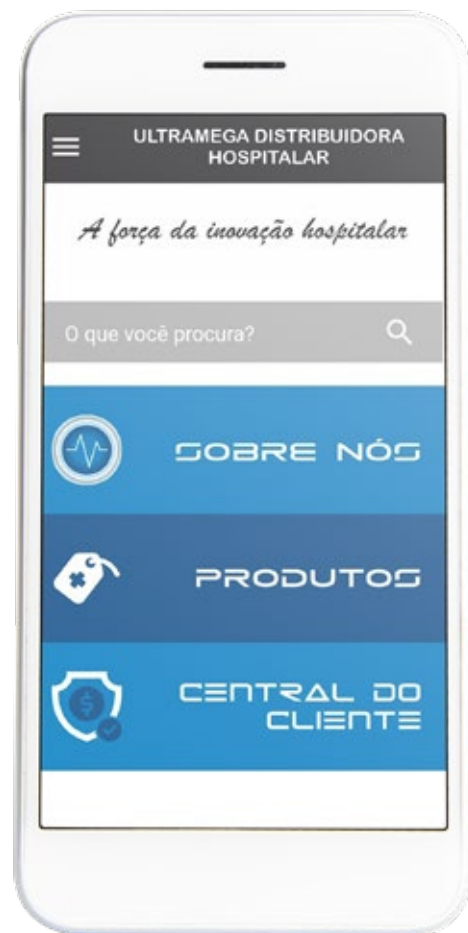 ULTRAMEGA DISTRIBUIDORA
HOSPITALAR
A força da inovação hospitalar
O que você procura?
SOBRE NÓS
PRODUTOS
CENTRAL DO
CLIENTE